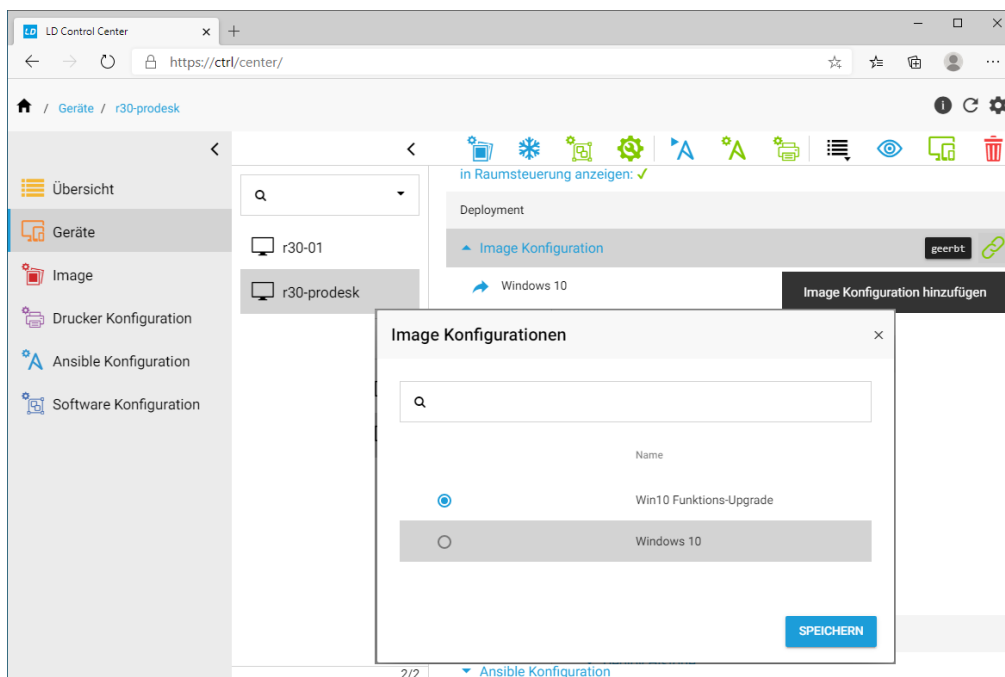 LD LD Control Center
https://ctrl/center/
/ Geräte / r30-prodesk
Übersicht
Geräte
Image
Drucker Konfiguration
Ansible Konfiguration
Software Konfiguration
r30-01
r30-prodesk
2/2
in Raumsteuerung anzeigen: ✓
Deployment
Image Konfiguration geerbt
Windows 10
Image Konfiguration hinzufügen
Image Konfigurationen
Name
Win10 Funktions-Upgrade
Windows 10
SPEICHERN
Ansible Konfiguration